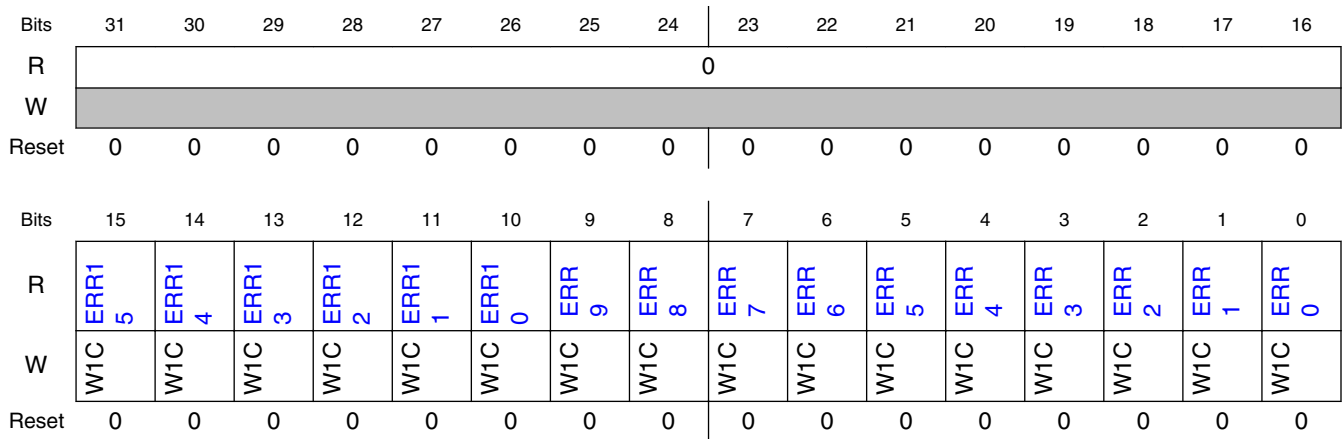 Bits 31 30 29 28 27 26 25 24 23 22 21 20 19 18 17 16
R 0
W
Reset 0 0 0 0 0 0 0 0 0 0 0 0 0 0 0 0
Bits 15 14 13 12 11 10 9 8 7 6 5 4 3 2 1 0
R ERR15 ERR14 ERR13 ERR12 ERR11 ERR10 ERR9 ERR8 ERR7 ERR6 ERR5 ERR4 ERR3 ERR2 ERR1 ERR0
W W1C W1C W1C W1C W1C W1C W1C W1C W1C W1C W1C W1C W1C W1C W1C W1C
Reset 0 0 0 0 0 0 0 0 0 0 0 0 0 0 0 0